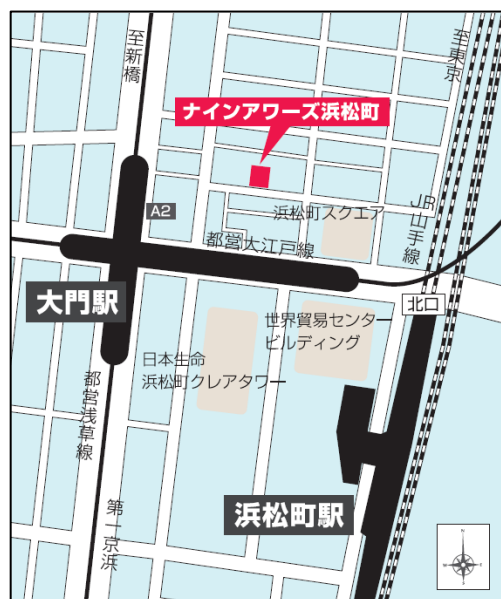 至新橋
至東京
ナインアワーズ浜松町
A2
浜松町スクエア
JR山手線
都営大江戸線
北口
大門駅
世界貿易センター
ビルディング
日本生命
浜松町クレアタワー
都営浅草線
第一京浜
浜松町駅
N
W
E
S